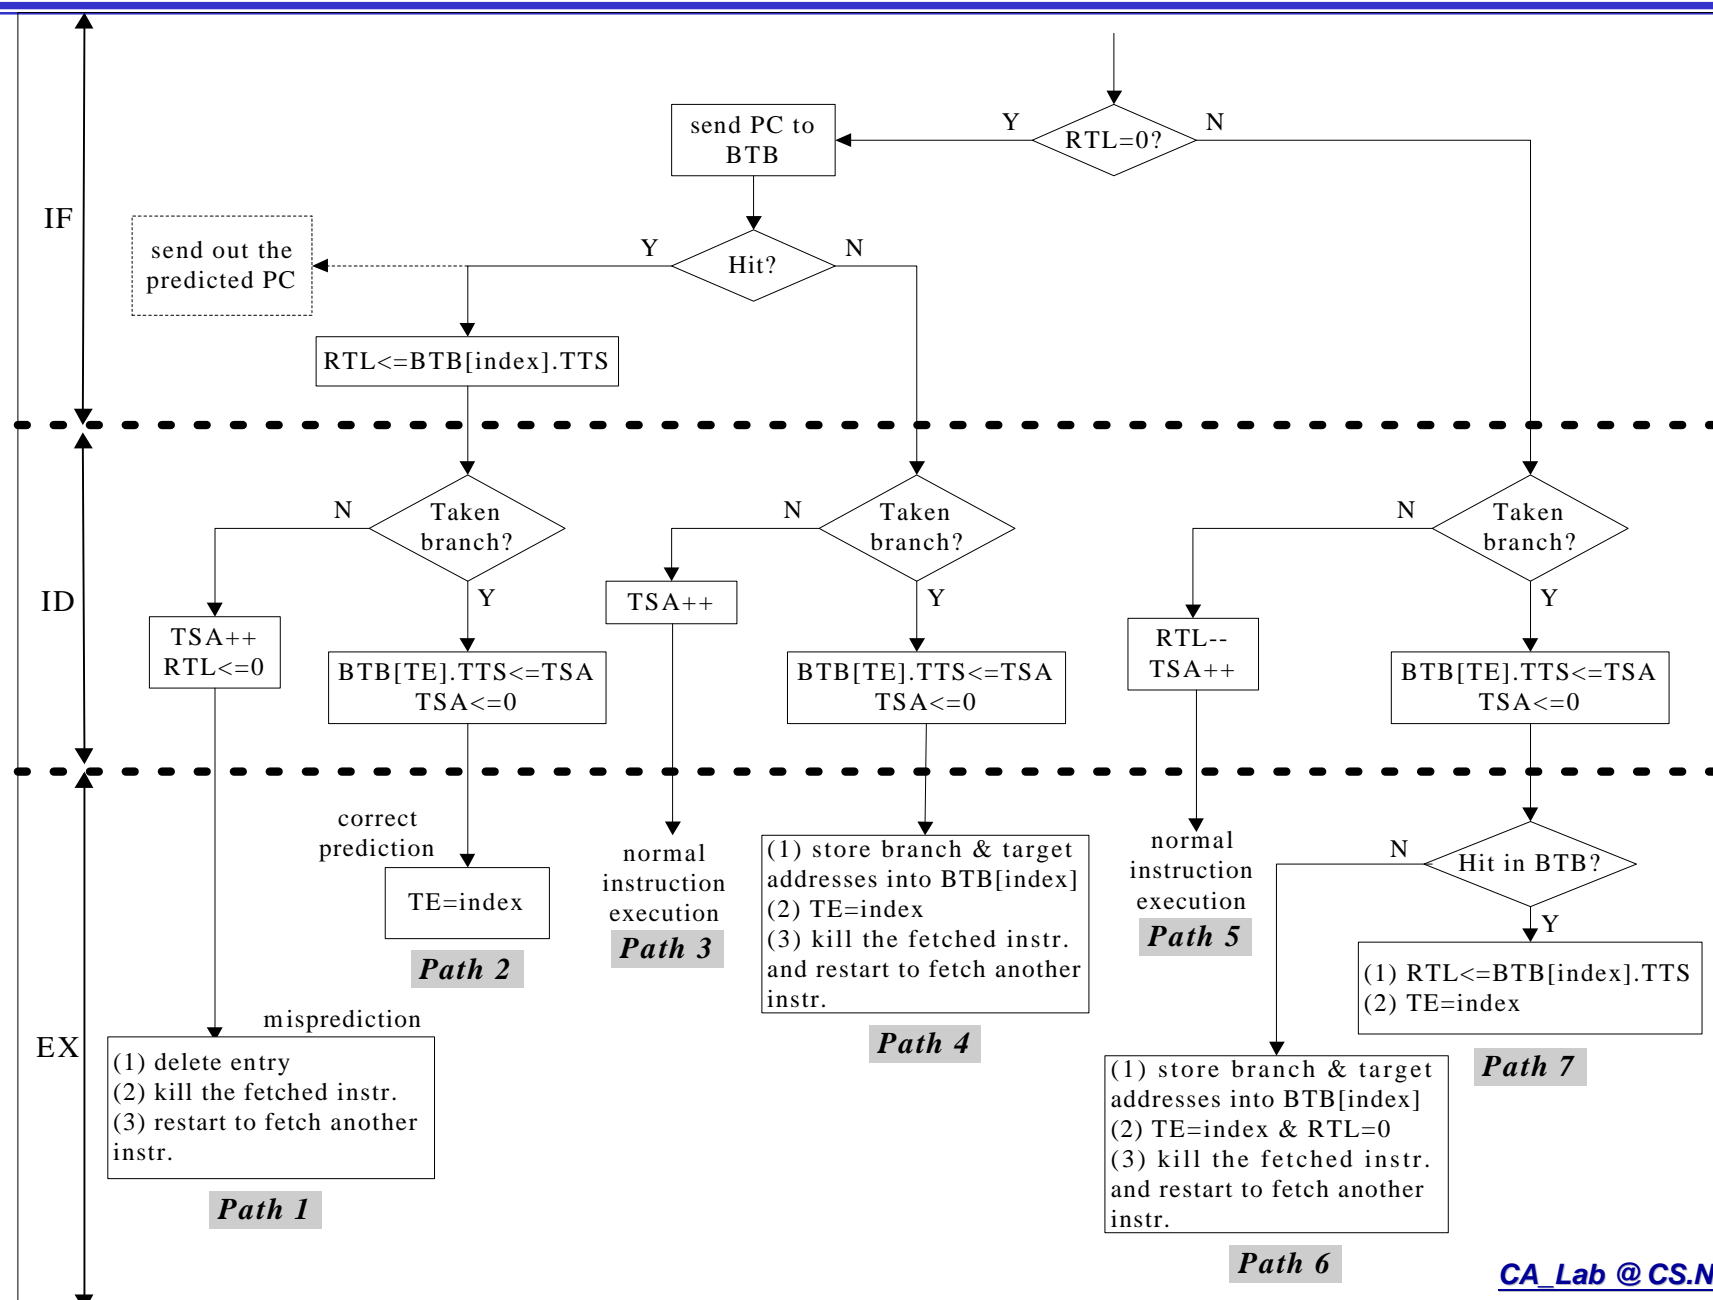 Y
RTL=0?
N
send PC to
BTB
IF
send out the
predicted PC
Y
Hit?
N
RTL<=BTB[index].TTS
ID
N
Taken
branch?
Y
TSA++
RTL<=0
BTB[TE].TTS<=TSA
TSA<=0
N
Taken
branch?
Y
TSA++
BTB[TE].TTS<=TSA
TSA<=0
N
Taken
branch?
Y
RTL--
TSA++
BTB[TE].TTS<=TSA
TSA<=0
EX
misprediction
(1) delete entry
(2) kill the fetched instr.
(3) restart to fetch another
instr.
Path 1
correct
prediction
TE=index
Path 2
normal
instruction
execution
Path 3
(1) store branch & target
addresses into BTB[index]
(2) TE=index
(3) kill the fetched instr.
and restart to fetch another
instr.
Path 4
normal
instruction
execution
Path 5
N
Hit in BTB?
Y
(1) store branch & target
addresses into BTB[index]
(2) TE=index & RTL=0
(3) kill the fetched instr.
and restart to fetch another
instr.
Path 6
(1) RTL<=BTB[index].TTS
(2) TE=index
Path 7
CA_Lab @ CS.N